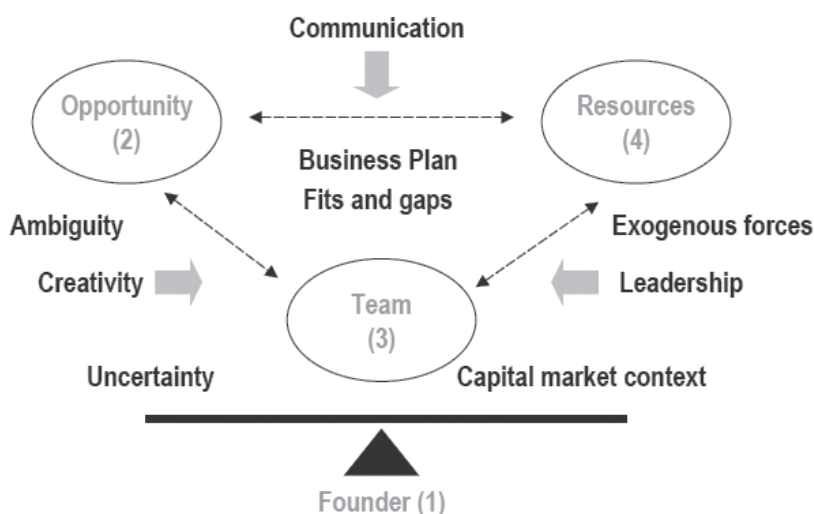 Communication
Opportunity
(2)
Resources
(4)
Business Plan
Fits and gaps
Ambiguity
Exogenous forces
Creativity
Leadership
Team
(3)
Uncertainty
Capital market context
Founder (1)